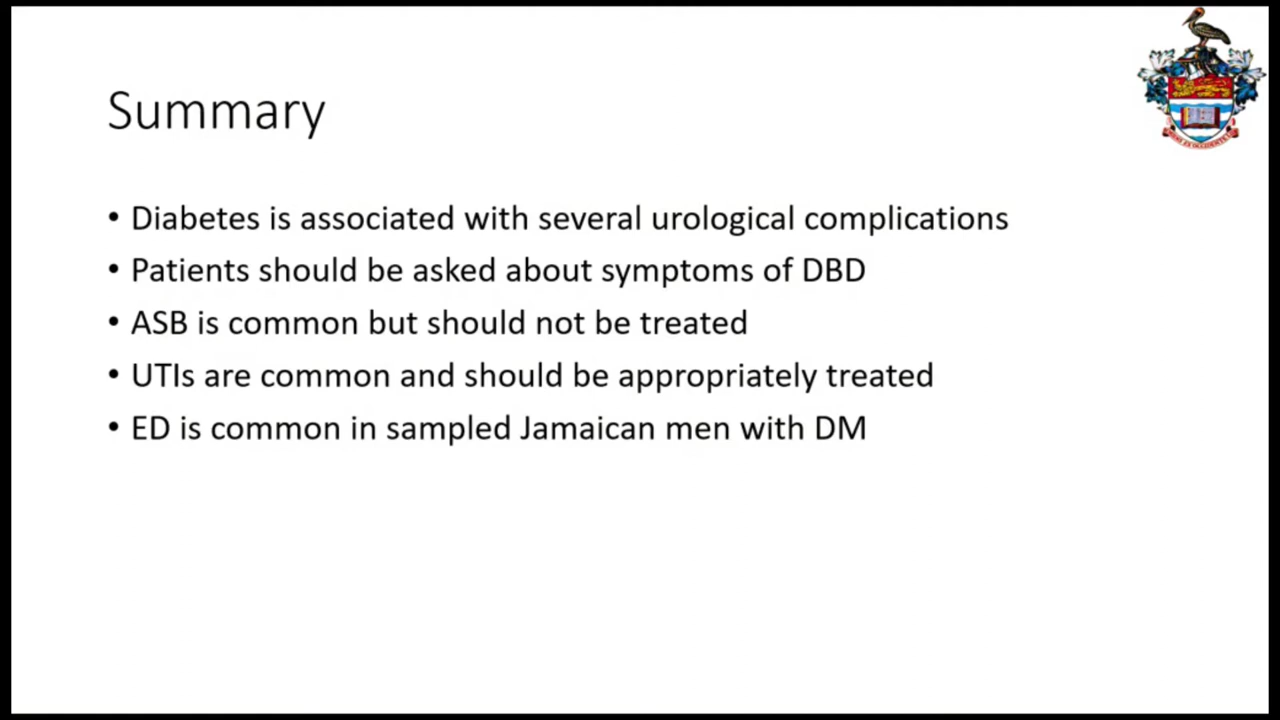 Summary
• Diabetes is associated with several urological complications
• Patients should be asked about symptoms of DBD
• ASB is common but should not be treated
• UTIs are common and should be appropriately treated
• ED is common in sampled Jamaican men with DM